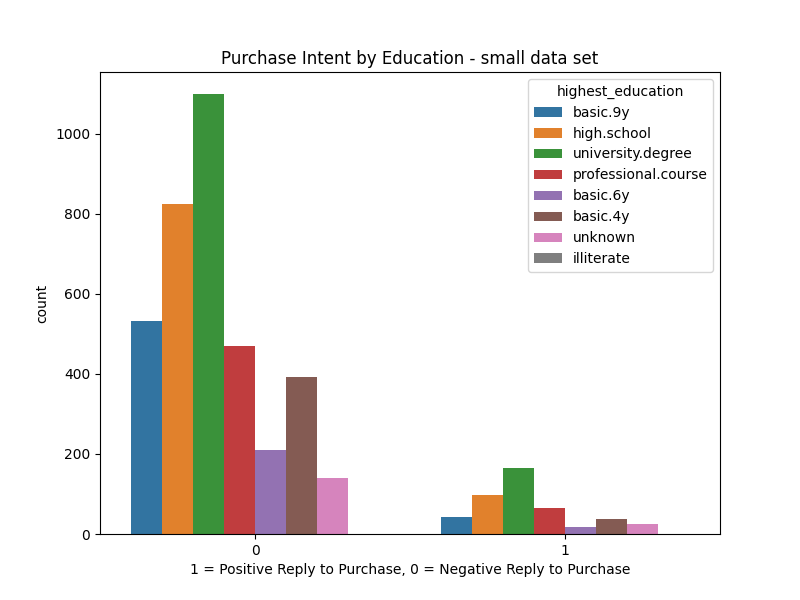 Purchase Intent by Education - small data set
highest_education
basic.9y
high.school
university.degree
professional.course
basic.6y
basic.4y
unknown
illiterate
count
1000
800
600
400
200
0
0 1
1 = Positive Reply to Purchase, 0 = Negative Reply to Purchase